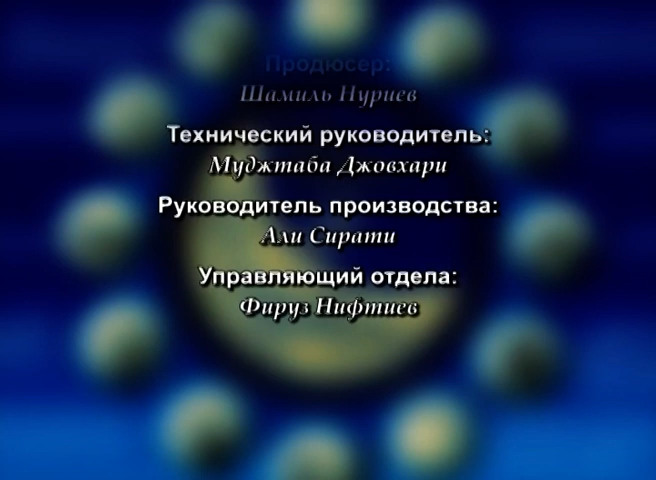 Продюсер:
Шамиль Нуриев
Технический руководитель:
Муджтаба Джовхари
Руководитель производства:
Али Сирати
Управляющий отдела:
Фируз Нифтиев